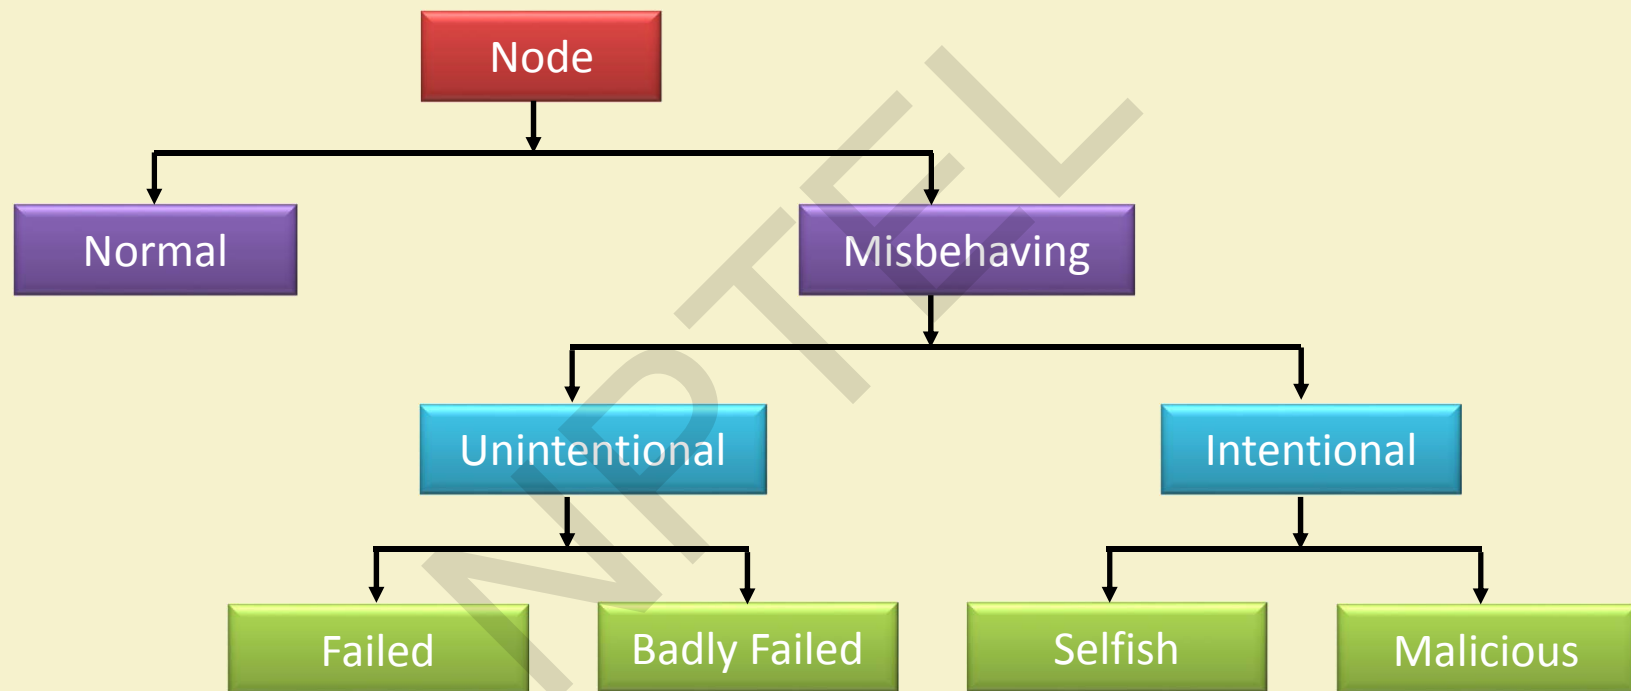 Node
Normal
Misbehaving
Unintentional
Intentional
Failed
Badly Failed
Selfish
Malicious
NPTEL